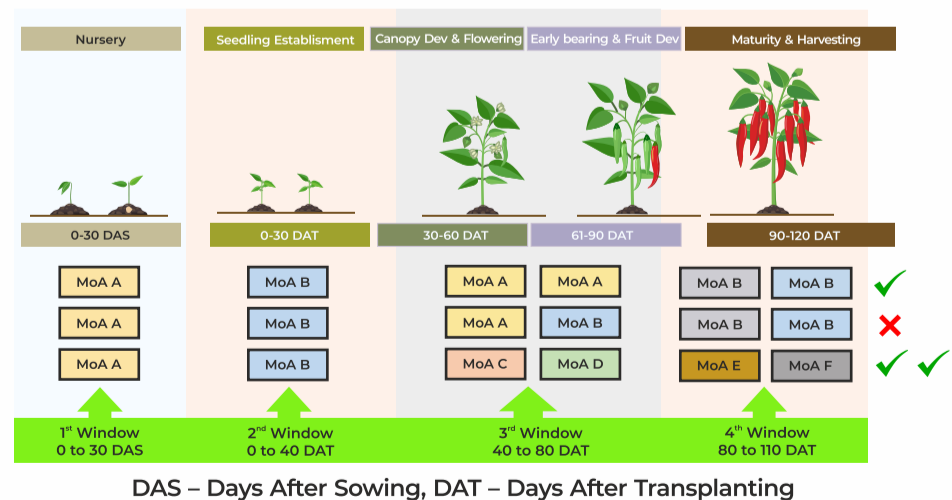 Nursery
Seedling Establisment
Canopy Dev & Flowering
Early bearing & Fruit Dev
Maturity & Harvesting
0-30 DAS
0-30 DAT
30-60 DAT
61-90 DAT
90-120 DAT
MoA A
MoA B
MoA A
MoA A
MoA B
MoA B
MoA A
MoA B
MoA A
MoA B
MoA B
MoA B
MoA A
MoA B
MoA C
MoA D
MoA E
MoA F
1st Window
0 to 30 DAS
2nd Window
0 to 40 DAT
3rd Window
40 to 80 DAT
4th Window
80 to 110 DAT
DAS – Days After Sowing, DAT – Days After Transplanting